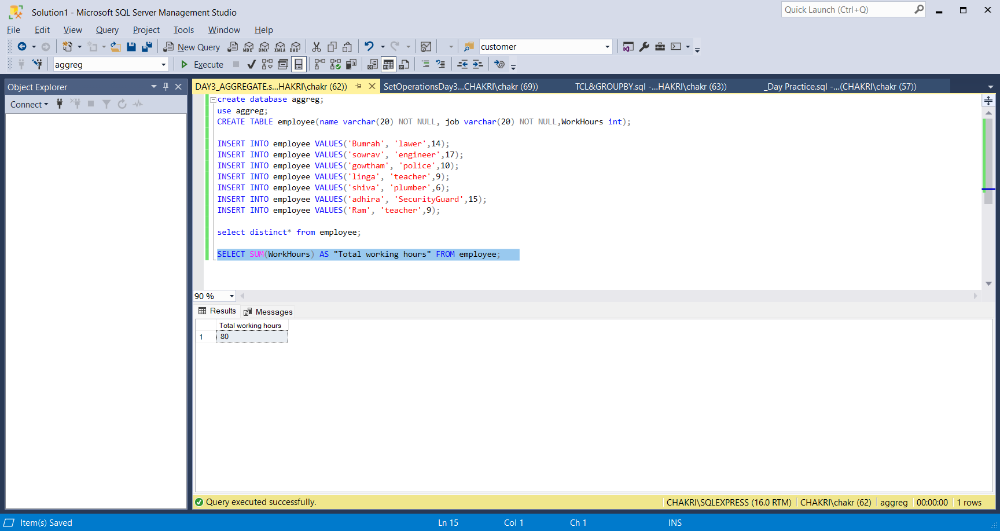 Solution1 - Microsoft SQL Server Management Studio
Quick Launch (Ctrl+Q)
File Edit View Query Project Tools Window Help
New Query MDX DMX XMLA DAX customer
aggreg Execute
Object Explorer
Connect
DAY3_AGGREGATE.s...HAKRI\chakr (62)) SetOperationsDay3...CHAKRI\chakr (69)) TCL&GROUPBY.sql -...HAKRI\chakr (63)) _Day Practice.sql -...(CHAKRI\chakr (57))
create database aggreg;
use aggreg;
CREATE TABLE employee(name varchar(20) NOT NULL, job varchar(20) NOT NULL,WorkHours int);
INSERT INTO employee VALUES('Bumrah', 'lawer',14);
INSERT INTO employee VALUES('sowrav', 'engineer',17);
INSERT INTO employee VALUES('gowtham', 'police',10);
INSERT INTO employee VALUES('linga', 'teacher',9);
INSERT INTO employee VALUES('shiva', 'plumber',6);
INSERT INTO employee VALUES('adhira', 'SecurityGuard',15);
INSERT INTO employee VALUES('Ram', 'teacher',9);
select distinct* from employee;
SELECT SUM(WorkHours) AS "Total working hours" FROM employee;
90 %
Results Messages
Total working hours
1 80
Query executed successfully. CHAKRI\SQLEXPRESS (16.0 RTM) CHAKRI\chakr (62) aggreg 00:00:00 1 rows
Item(s) Saved Ln 15 Col 1 Ch 1 INS